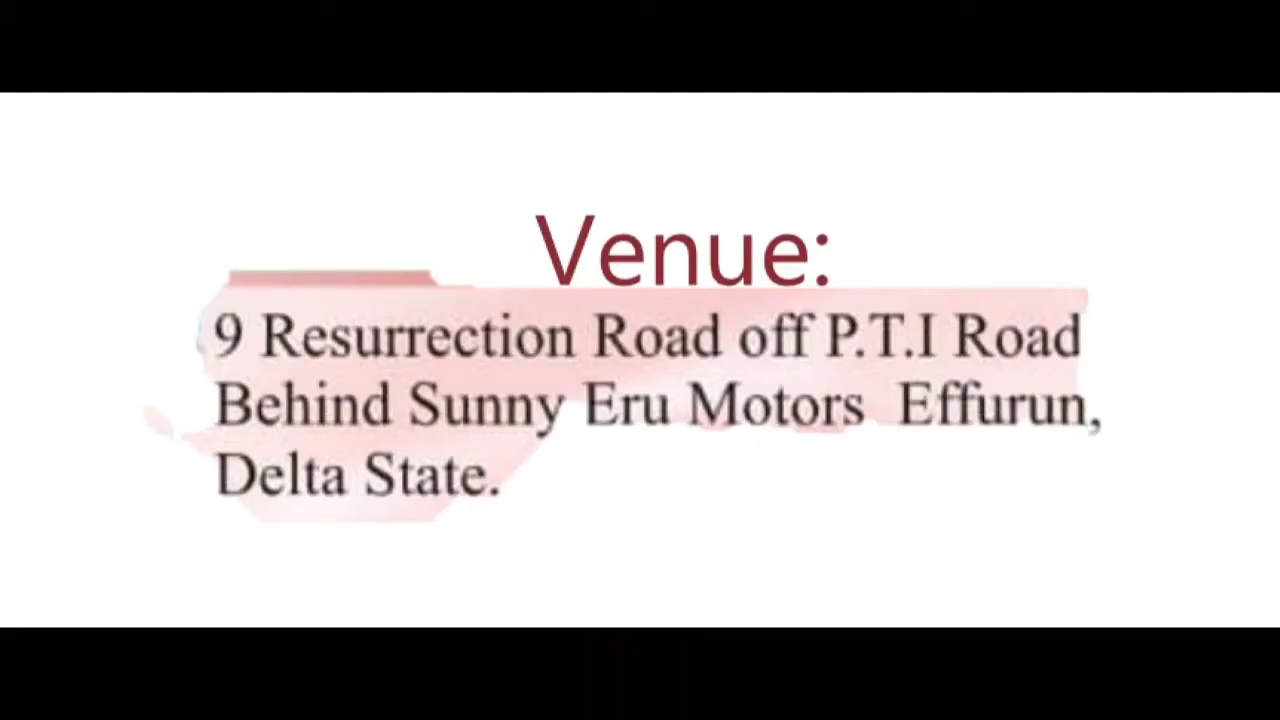 Venue:
9 Resurrection Road off P.T.I Road
Behind Sunny Eru Motors Effurun,
Delta State.